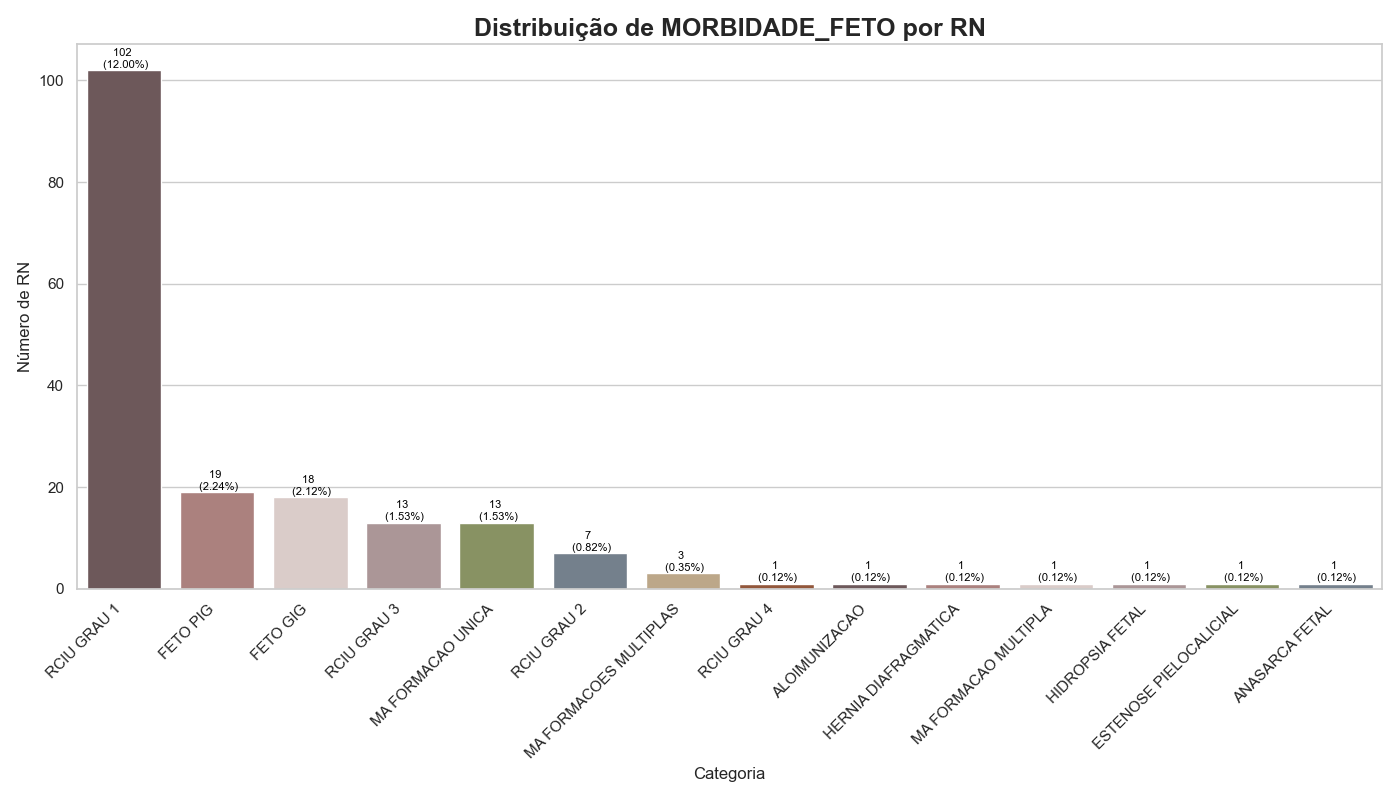 Distribuição de MORBIDADE_FETO por RN
Número de RN
100
80
60
40
20
0
102
(12.00%)
19
(2.24%)
18
(2.12%)
13
(1.53%)
13
(1.53%)
7
(0.82%)
3
(0.35%)
1
(0.12%)
1
(0.12%)
1
(0.12%)
1
(0.12%)
1
(0.12%)
1
(0.12%)
1
(0.12%)
RCIU GRAU 1
FETO PIG
FETO GIG
RCIU GRAU 3
MA FORMACAO UNICA
RCIU GRAU 2
MA FORMACOES MULTIPLAS
RCIU GRAU 4
ALOIMUNIZACAO
HERNIA DIAFRAGMATICA
MA FORMACAO MULTIPLA
HIDROPSIA FETAL
ESTENOSE PIELOCALICIAL
ANASARCA FETAL
Categoria